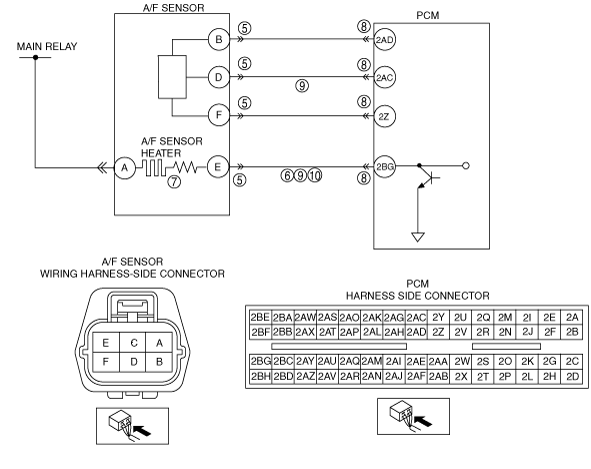 A/F SENSOR
PCM
MAIN RELAY
B 5 8 2AD
D 5 9 8 2AC
F 5 8 2Z
A/F SENSOR
HEATER
A 7 E 5 6 9 10 8 2BG
A/F SENSOR
WIRING HARNESS-SIDE CONNECTOR
E C A
F D B
PCM
HARNESS SIDE CONNECTOR
2BE 2BA 2AW 2AS 2AO 2AK 2AG 2AC 2Y 2U 2Q 2M 2I 2E 2A
2BF 2BB 2AX 2AT 2AP 2AL 2AH 2AD 2Z 2V 2R 2N 2J 2F 2B
2BG 2BC 2AY 2AU 2AQ 2AM 2AI 2AE 2AA 2W 2S 2O 2K 2G 2C
2BH 2BD 2AZ 2AV 2AR 2AN 2AJ 2AF 2AB 2X 2T 2P 2L 2H 2D